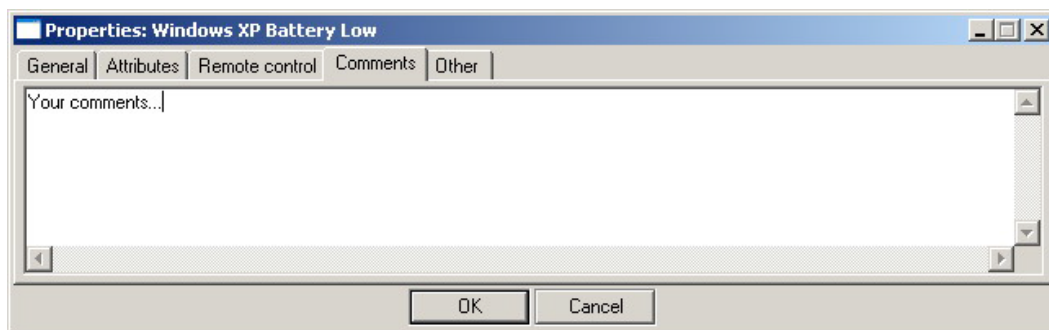 Properties: Windows XP Battery Low
General Attributes Remote control Comments Other
Your comments...
OK Cancel